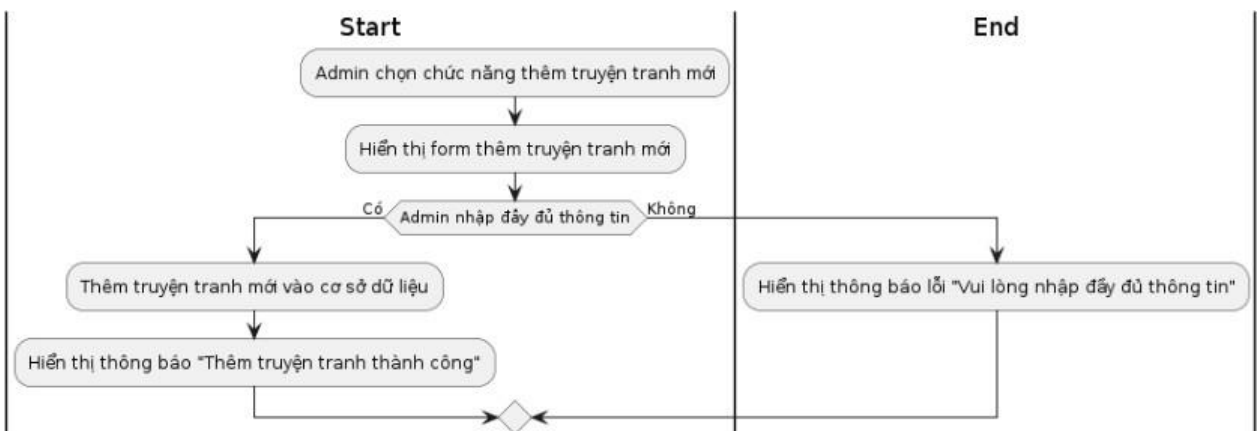 Start
End
Admin chọn chức năng thêm truyện tranh mới
Hiển thị form thêm truyện tranh mới
Có
Admin nhập đầy đủ thông tin
Không
Thêm truyện tranh mới vào cơ sở dữ liệu
Hiển thị thông báo lỗi "Vui lòng nhập đầy đủ thông tin"
Hiển thị thông báo "Thêm truyện tranh thành công"